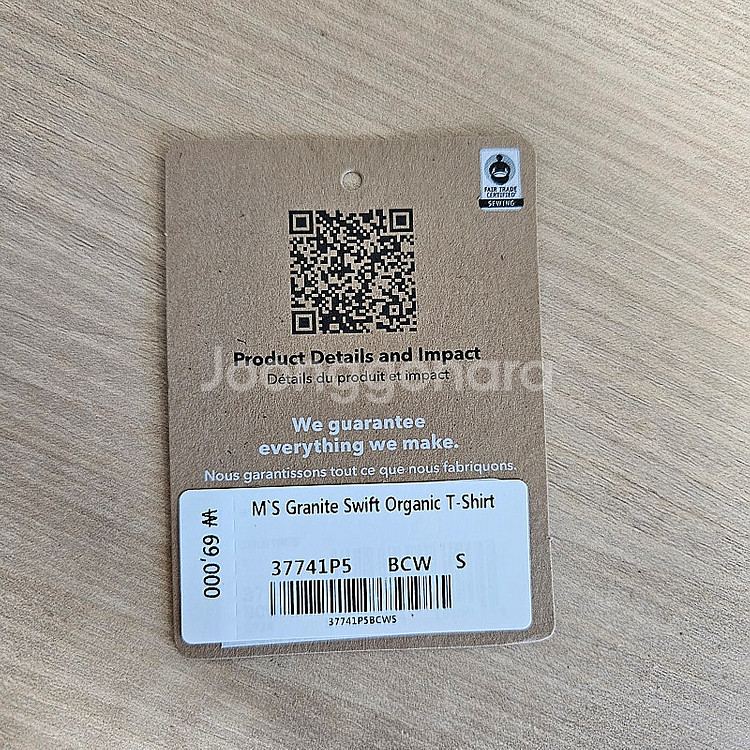 FAIR TRADE
CERTIFIED
SEWING
Product Details and Impact
Détails du produit et impact
Joonggonara
We guarantee
everything we make.
Nous garantissons tout ce que nous fabriquons.
M`S Granite Swift Organic T-Shirt
₩ 69,000
37741P5 BCW S
37741P5BCWS